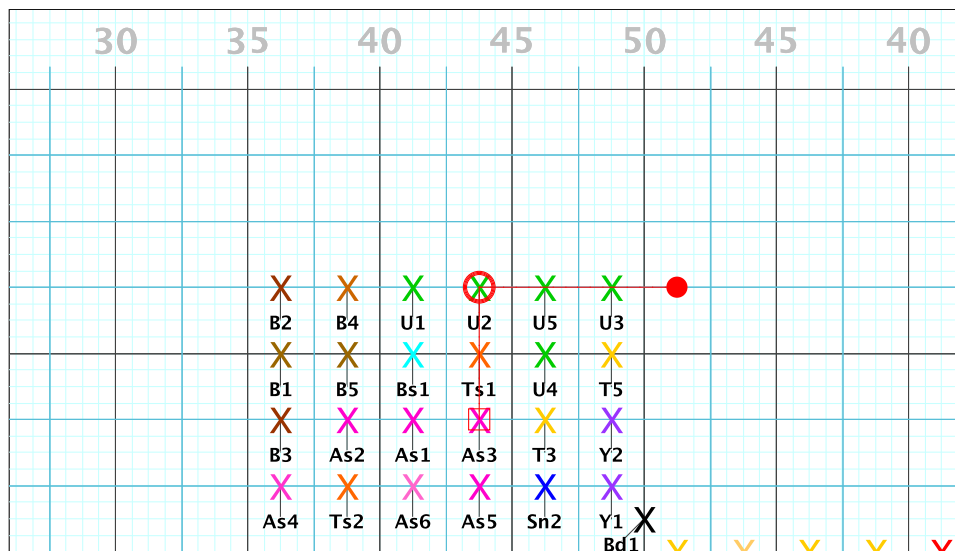 30 35 40 45 50 45 40
B2 B4 U1 U2 U5 U3
B1 B5 Bs1 Ts1 U4 T5
B3 As2 As1 As3 T3 Y2
As4 Ts2 As6 As5 Sn2 Y1
Bd1